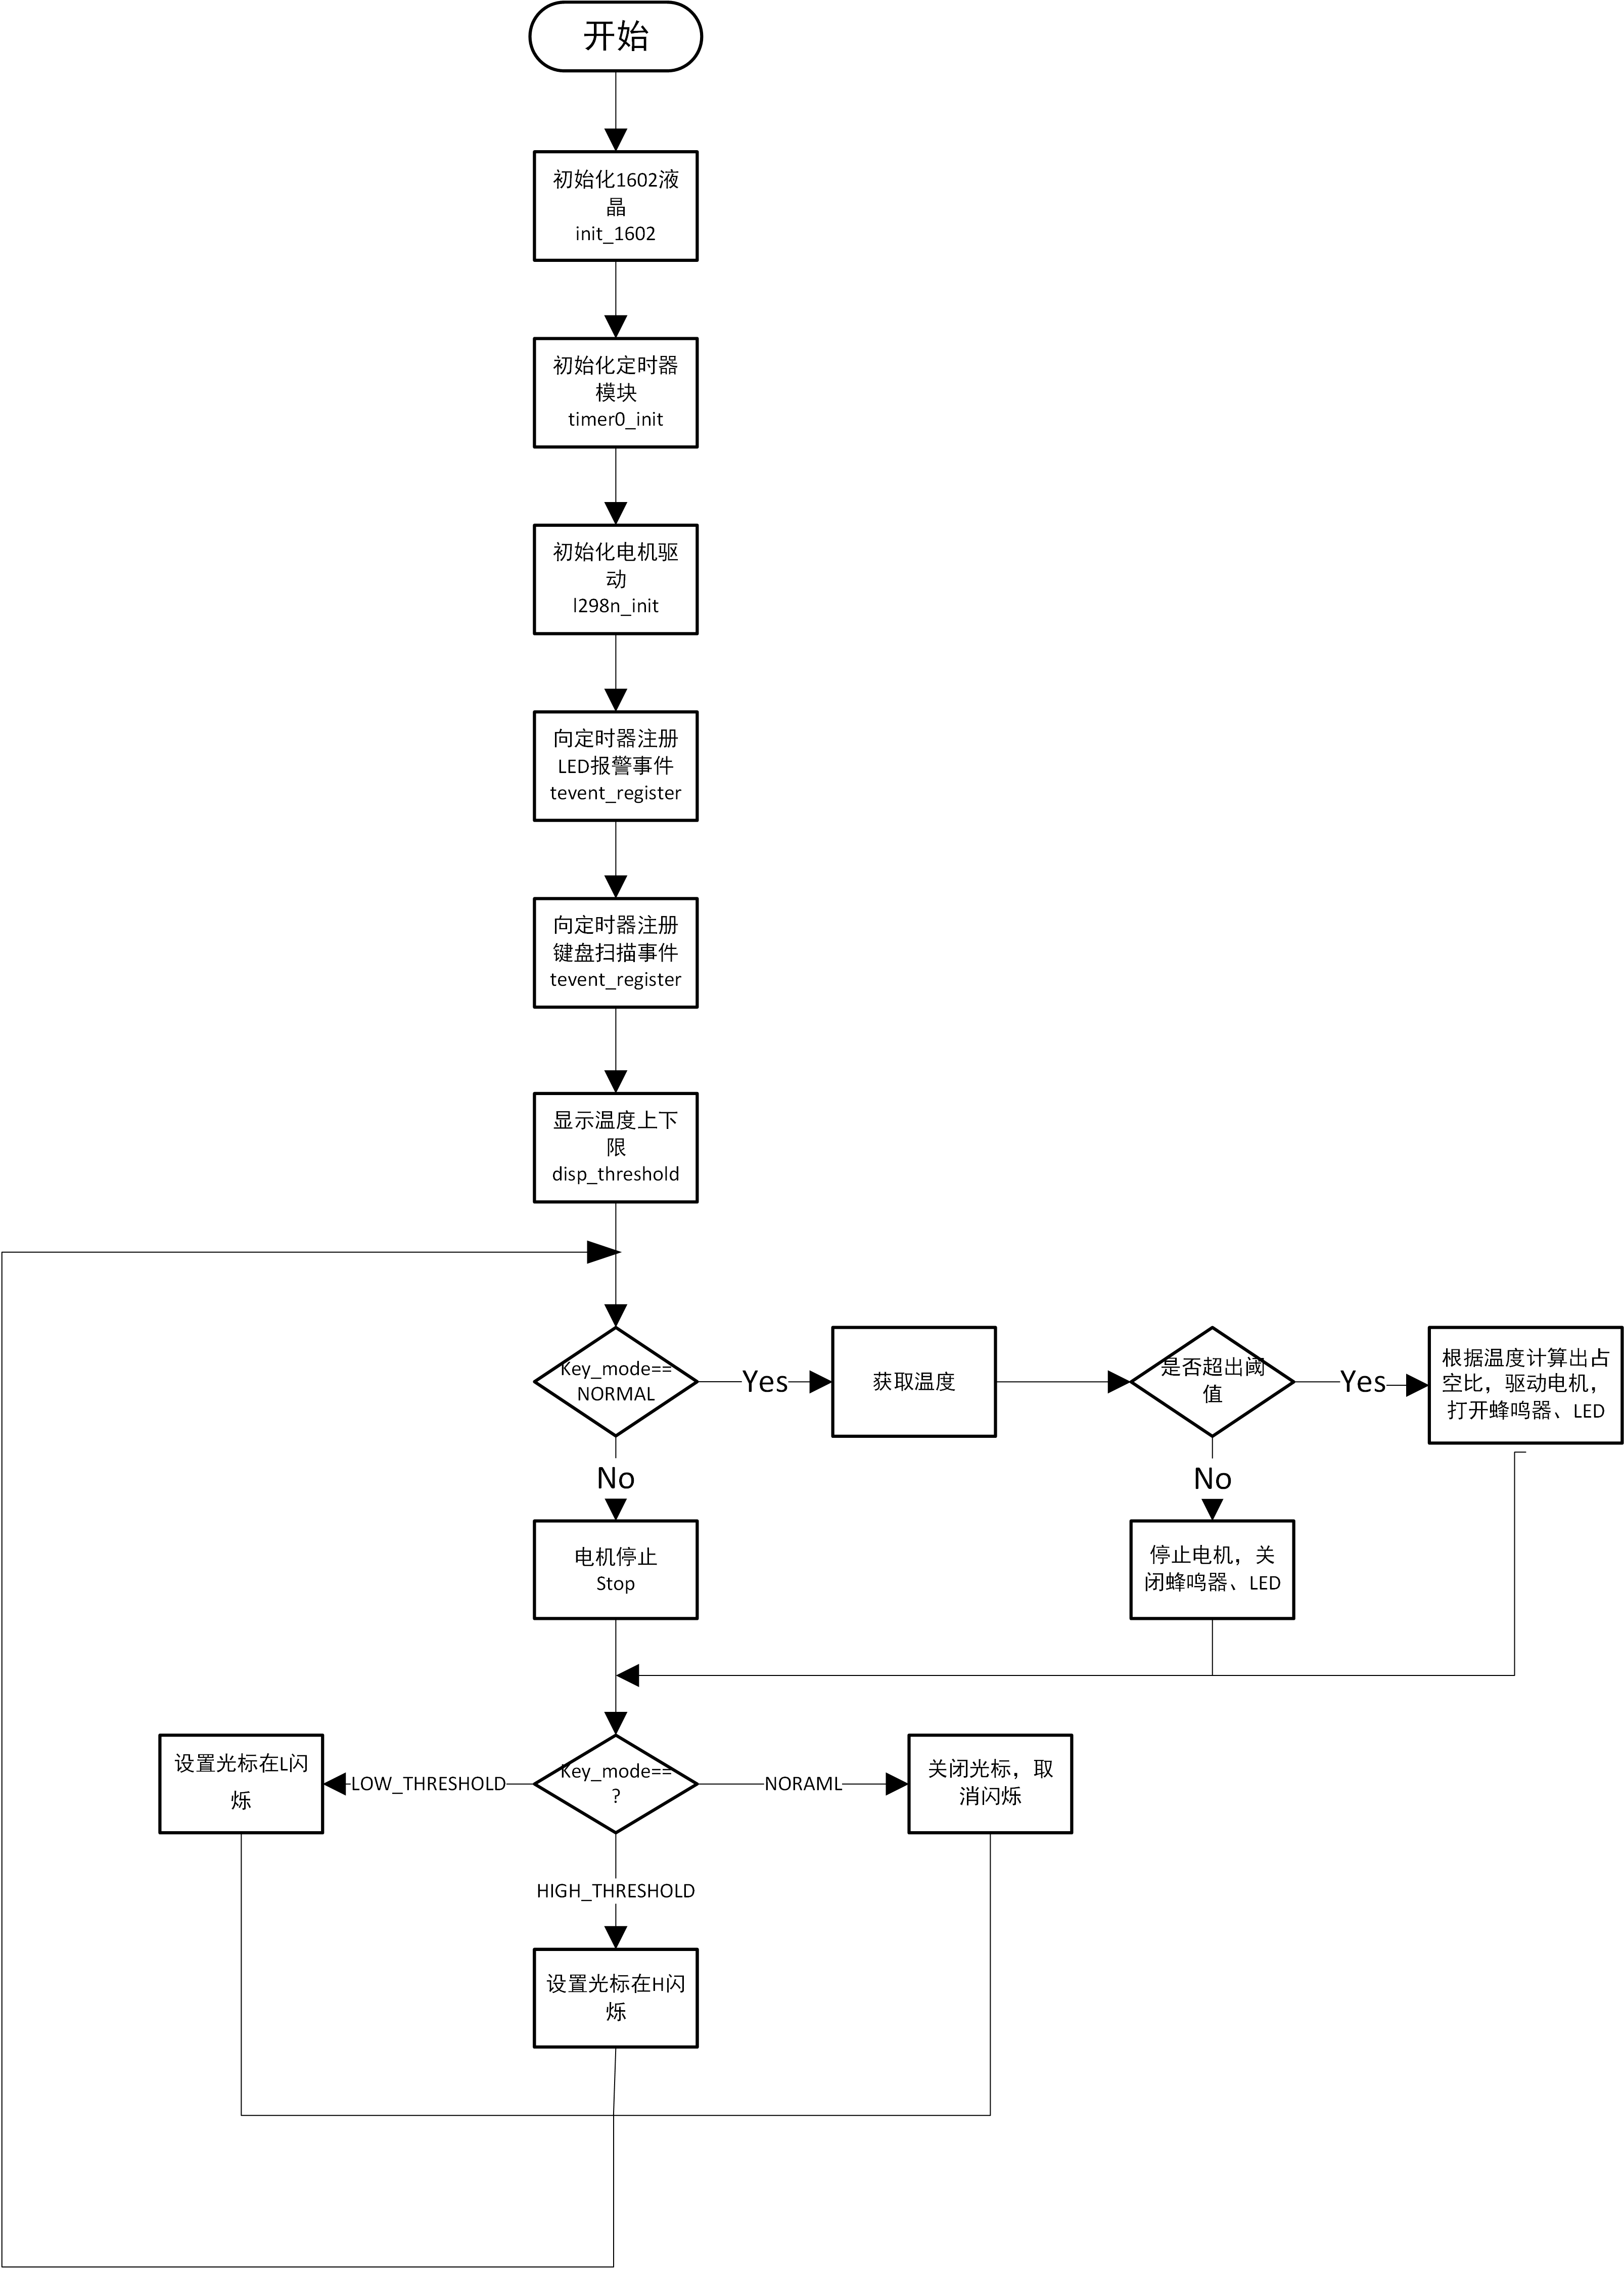 开始
初始化1602液
晶
init_1602
初始化定时器
模块
timer0_init
初始化电机驱
动
l298n_init
向定时器注册
LED报警事件
tevent_register
向定时器注册
键盘扫描事件
tevent_register
显示温度上下
限
disp_threshold
Key_mode==
NORMAL
Yes
获取温度
是否超出阈
值
Yes
根据温度计算出占
空比，驱动电机，
打开蜂鸣器、LED
No
No
电机停止
Stop
停止电机，关
闭蜂鸣器、LED
设置光标在L闪
烁
LOW_THRESHOLD
Key_mode==
?
NORAML
关闭光标，取
消闪烁
HIGH_THRESHOLD
设置光标在H闪
烁